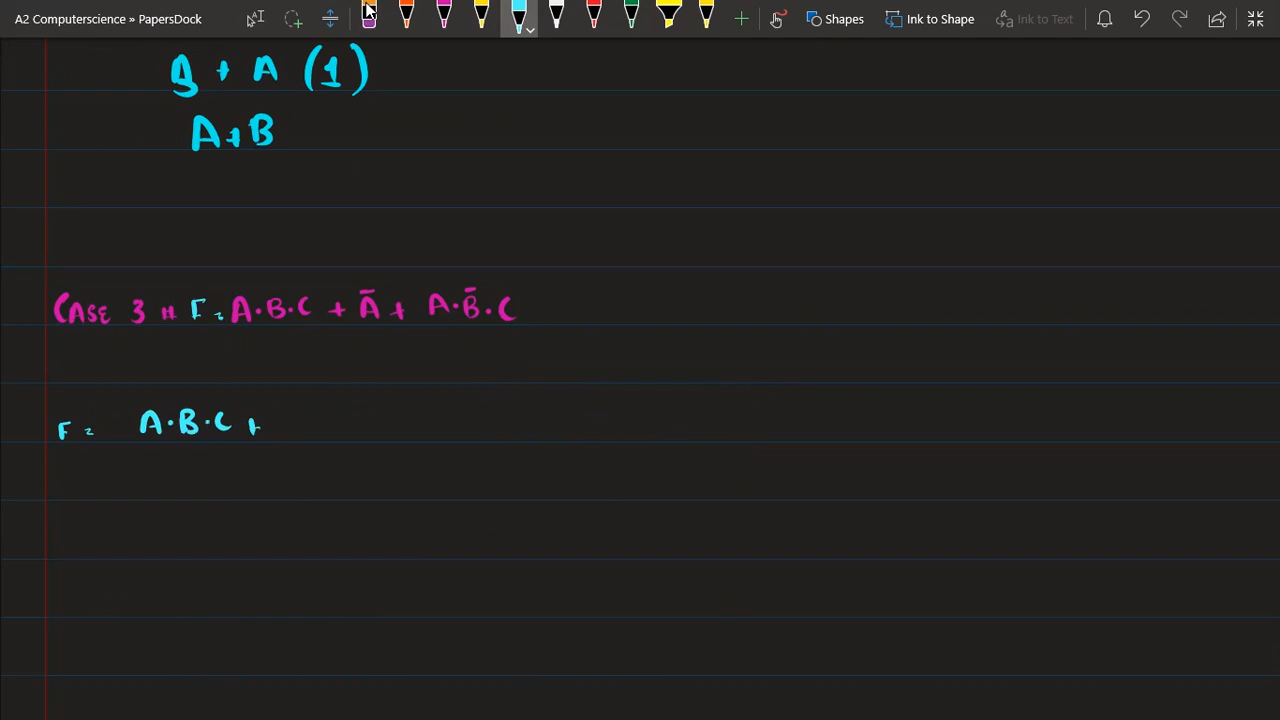 A2 Computerscience » PapersDock
Shapes
Ink to Shape
Ink to Text
+ A (1)
A+B
CASE 3 F= A·B·C + Ā + A·B̄·C
F = A·B·C +